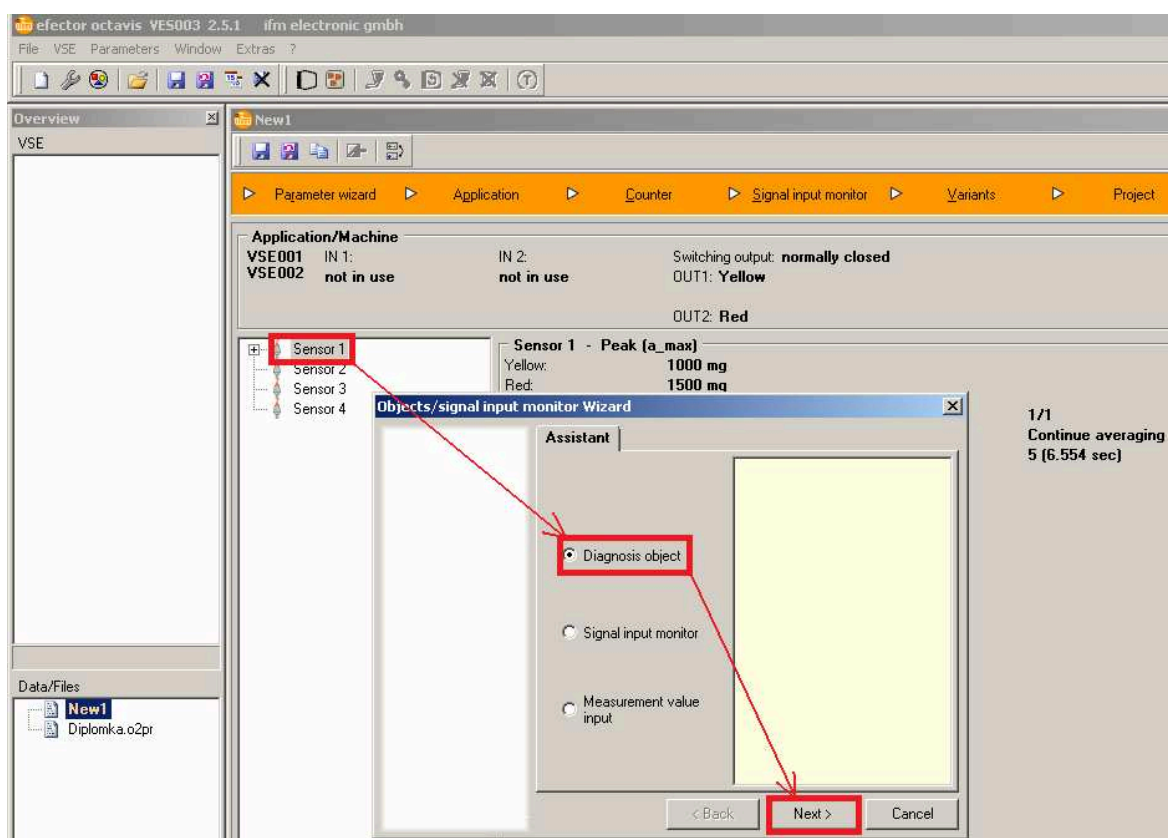 efector octavis VES003 2.5.1 ifm electronic gmbh
File VSE Parameters Window Extras ?
Overview
VSE
New1
Parameter wizard Application Counter Signal input monitor Variants Project
Application/Machine
VSE001 IN 1: IN 2: Switching output: normally closed
VSE002 not in use not in use OUT1: Yellow
OUT2: Red
Sensor 1
Sensor 2
Sensor 3
Sensor 4
Sensor 1 - Peak (a_max)
Yellow: 1000 mg
Red: 1500 mg
1/1
Continue averaging
5 (6.554 sec)
Objects/signal input monitor Wizard
Assistant
Diagnosis object
Signal input monitor
Measurement value
input
< Back Next > Cancel
Data/Files
New1
Diplomka.o2pr